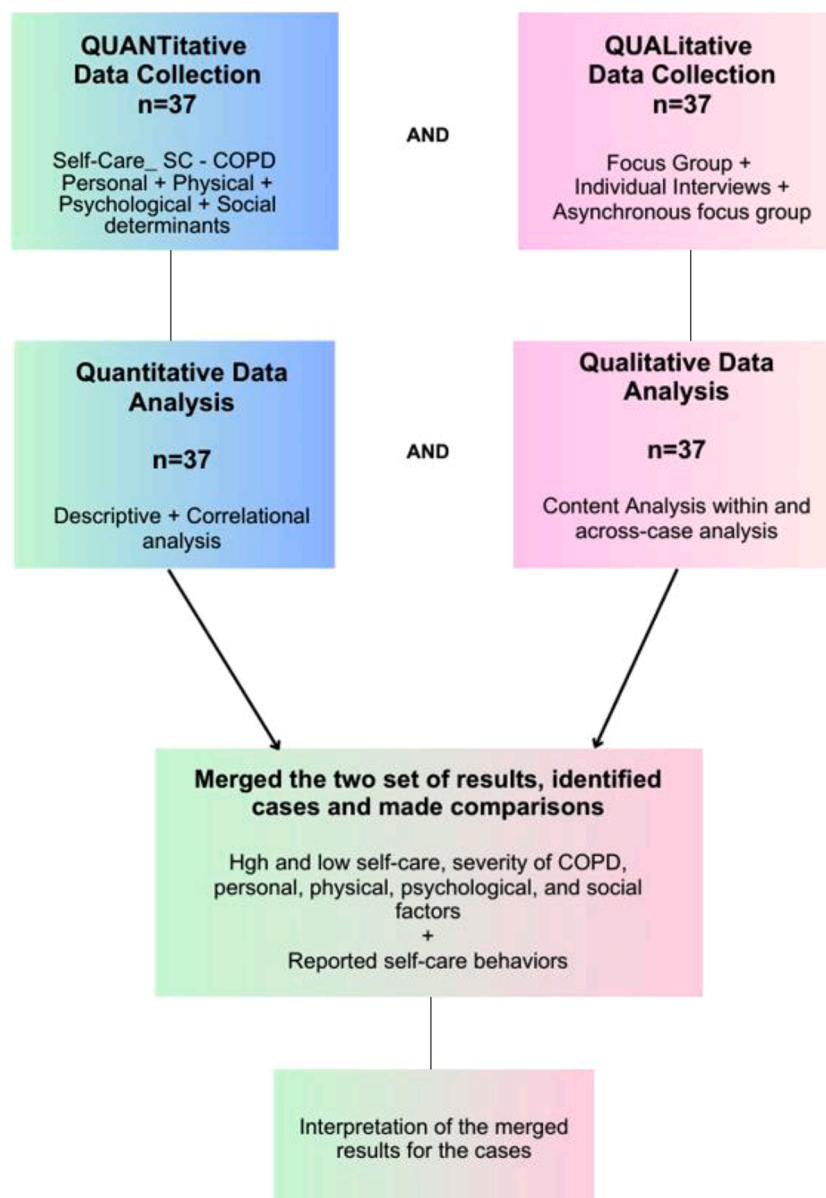 QUANTitative
Data Collection
n=37
Self-Care_ SC - COPD
Personal + Physical +
Psychological + Social
determinants
AND
QUALitative
Data Collection
n=37
Focus Group +
Individual Interviews +
Asynchronous focus group
Quantitative Data
Analysis
n=37
Descriptive + Correlational
analysis
AND
Qualitative Data
Analysis
n=37
Content Analysis within and
across-case analysis
Merged the two set of results, identified
cases and made comparisons
Hgh and low self-care, severity of COPD,
personal, physical, psychological, and social
factors
+
Reported self-care behaviors
Interpretation of the merged
results for the cases